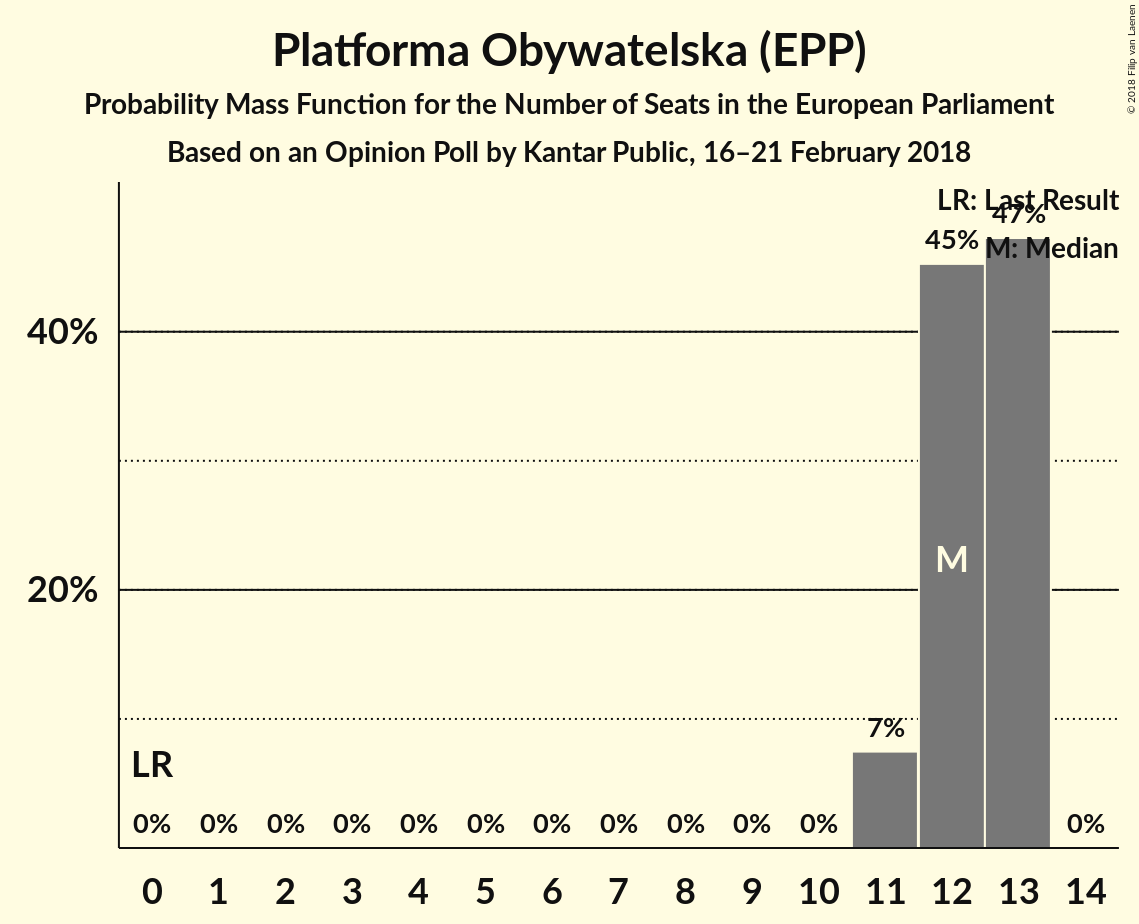 Platforma Obywatelska (EPP)
Probability Mass Function for the Number of Seats in the European Parliament
Based on an Opinion Poll by Kantar Public, 16–21 February 2018
© 2018 Filip van Laenen
LR: Last Result
M: Median
47%
45%
40%
M
20%
7%
LR
0% 0% 0% 0% 0% 0% 0% 0% 0% 0% 0% 0%
0 1 2 3 4 5 6 7 8 9 10 11 12 13 14